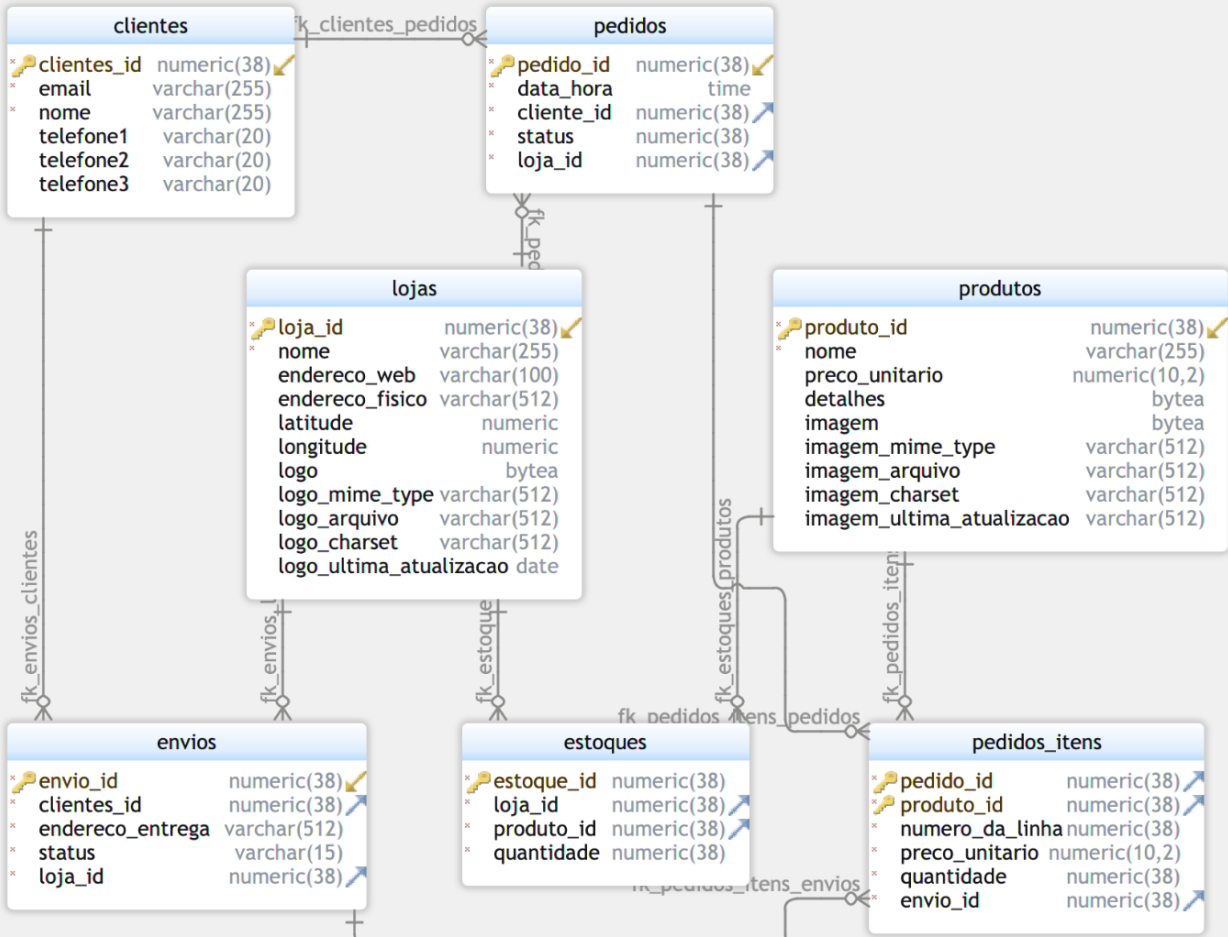 clientes
clientes_id numeric(38)
email varchar(255)
nome varchar(255)
telefone1 varchar(20)
telefone2 varchar(20)
telefone3 varchar(20)
fk_clientes_pedidos
pedidos
pedido_id numeric(38)
data_hora time
cliente_id numeric(38)
status numeric(38)
loja_id numeric(38)
fk_ped
lojas
loja_id numeric(38)
nome varchar(255)
endereco_web varchar(100)
endereco_fisico varchar(512)
latitude numeric
longitude numeric
logo bytea
logo_mime_type varchar(512)
logo_arquivo varchar(512)
logo_charset varchar(512)
logo_ultima_atualizacao date
produtos
produto_id numeric(38)
nome varchar(255)
preco_unitario numeric(10,2)
detalhes bytea
imagem bytea
imagem_mime_type varchar(512)
imagem_arquivo varchar(512)
imagem_charset varchar(512)
imagem_ultima_atualizacao varchar(512)
fk_envios_clientes
fk_envios
fk_estoque
fk_estoques_produtos
fk_pedidos_iten
fk_pedidos_itens_pedidos
envios
envio_id numeric(38)
clientes_id numeric(38)
endereco_entrega varchar(512)
status varchar(15)
loja_id numeric(38)
estoques
estoque_id numeric(38)
loja_id numeric(38)
produto_id numeric(38)
quantidade numeric(38)
fk_pedidos_itens_envios
pedidos_itens
pedido_id numeric(38)
produto_id numeric(38)
numero_da_linha numeric(38)
preco_unitario numeric(10,2)
quantidade numeric(38)
envio_id numeric(38)